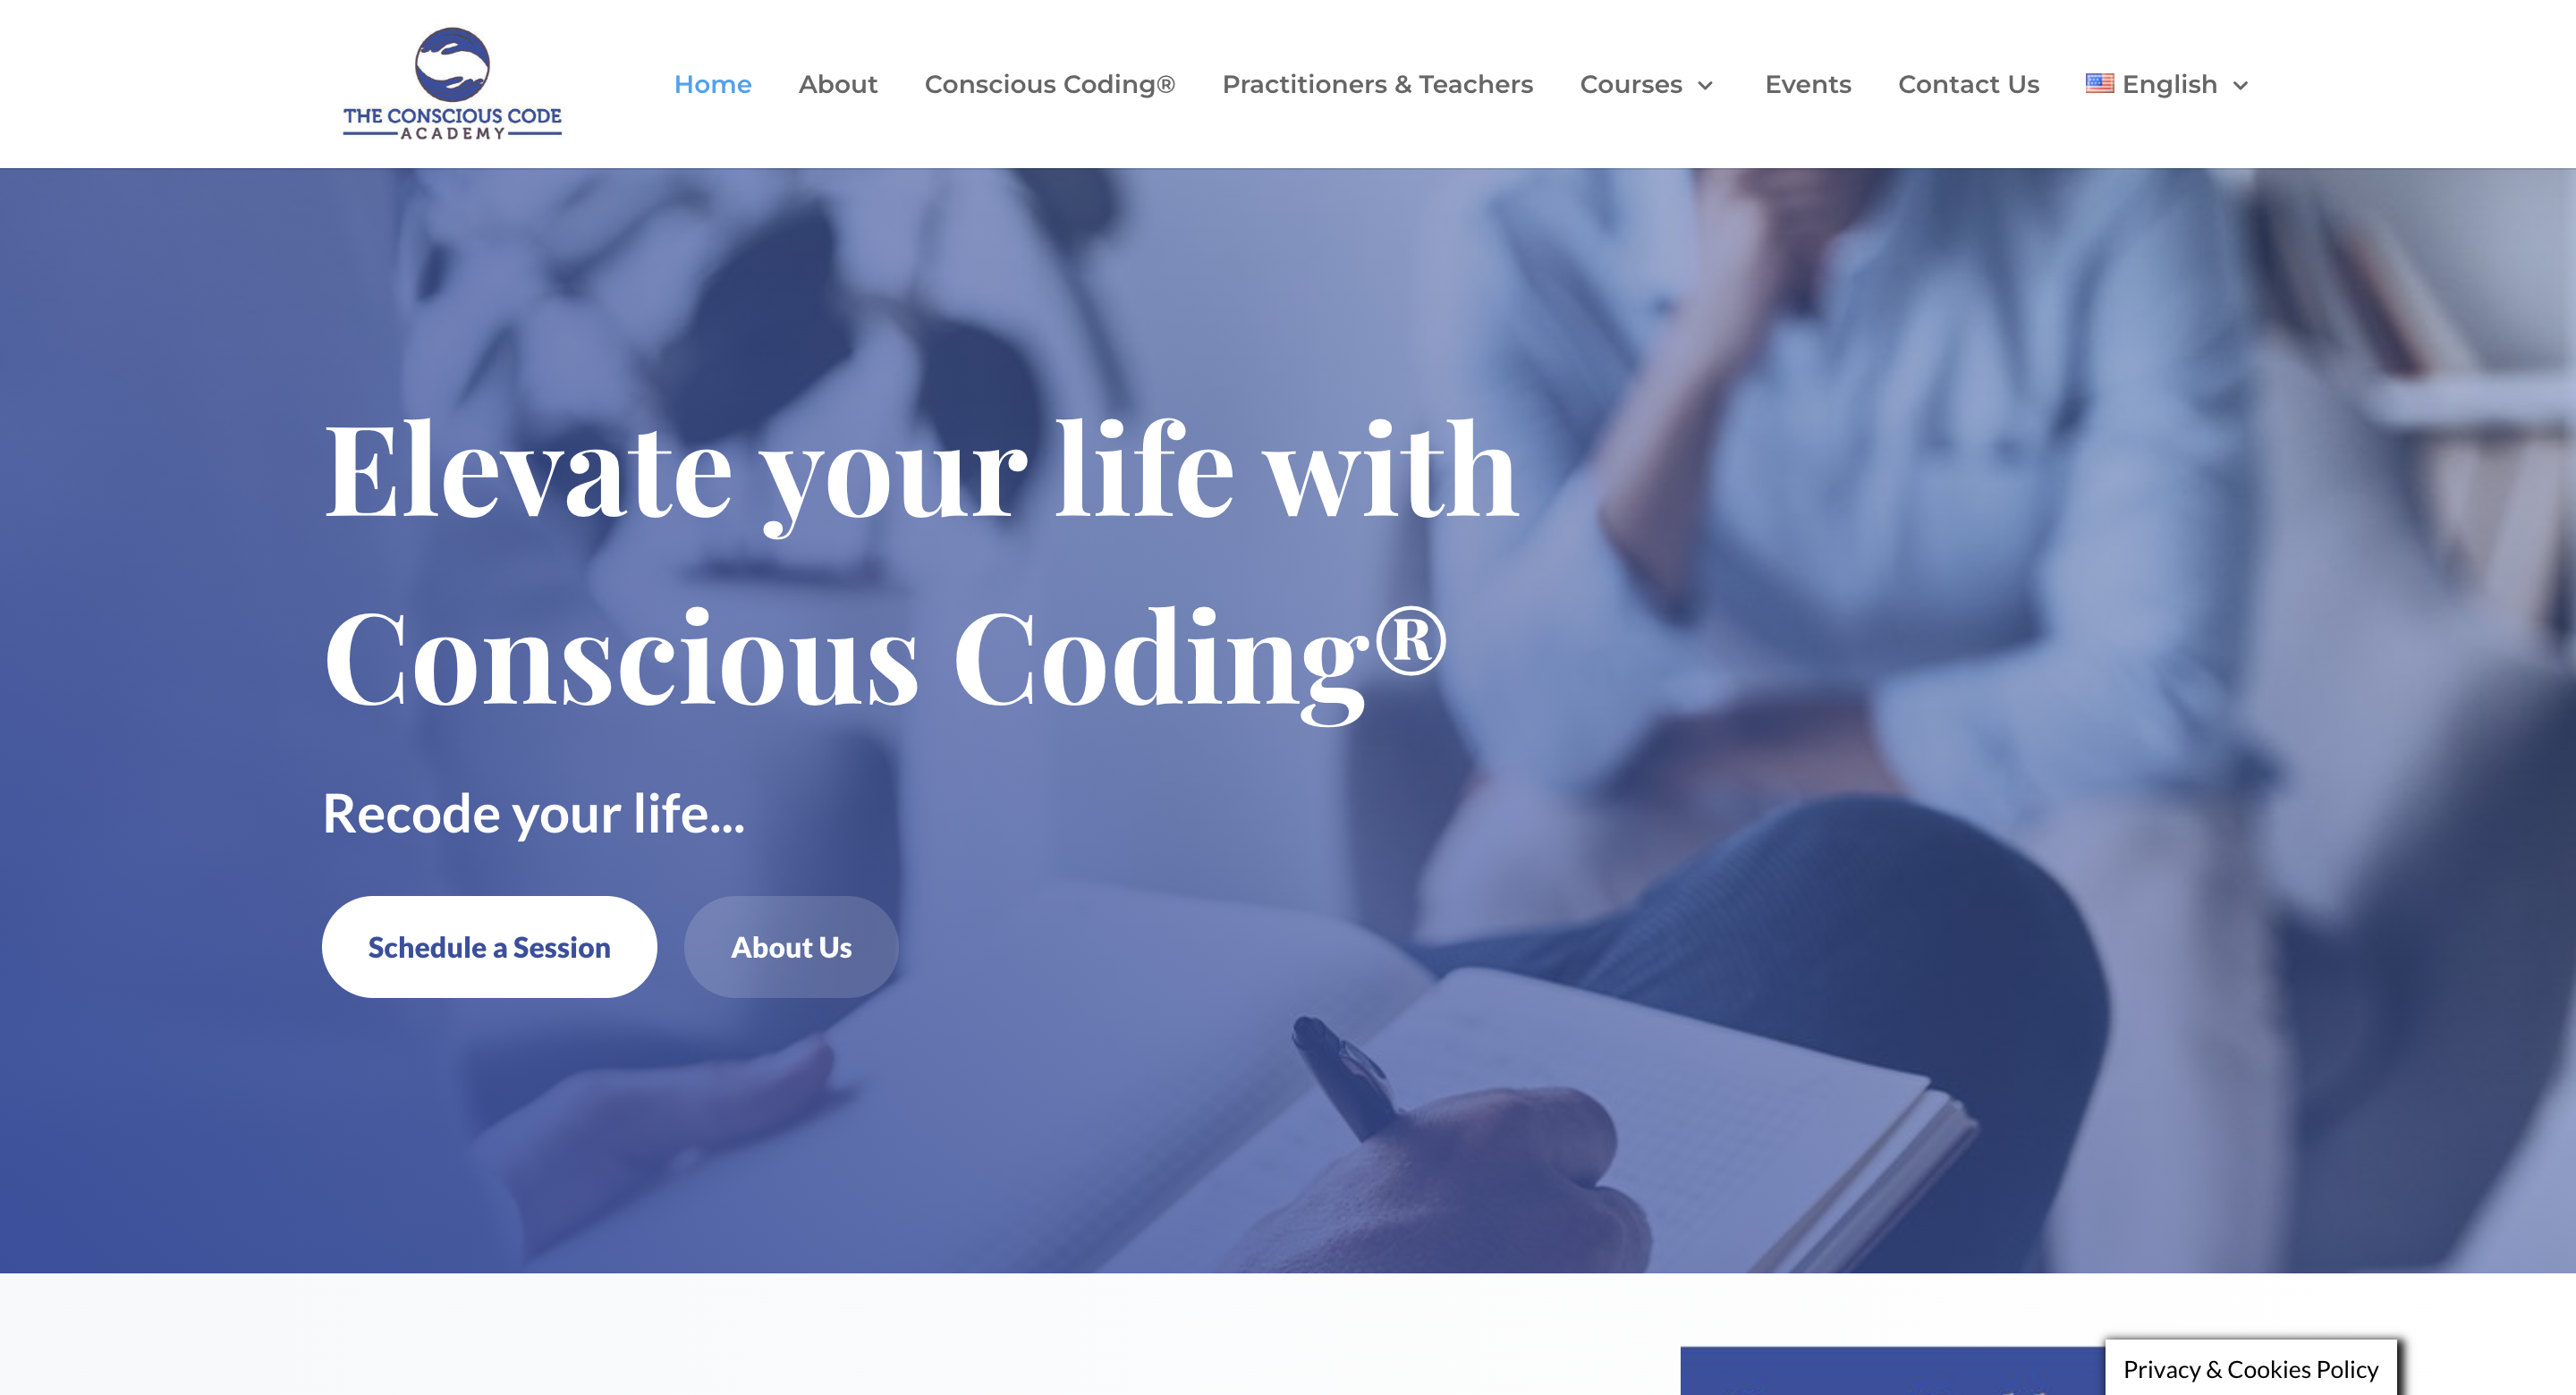 THE CONSCIOUS CODE
ACADEMY
Home About Conscious Coding® Practitioners & Teachers Courses Events Contact Us English
Elevate your life with
Conscious Coding®
Recode your life...
Schedule a Session About Us
Privacy & Cookies Policy